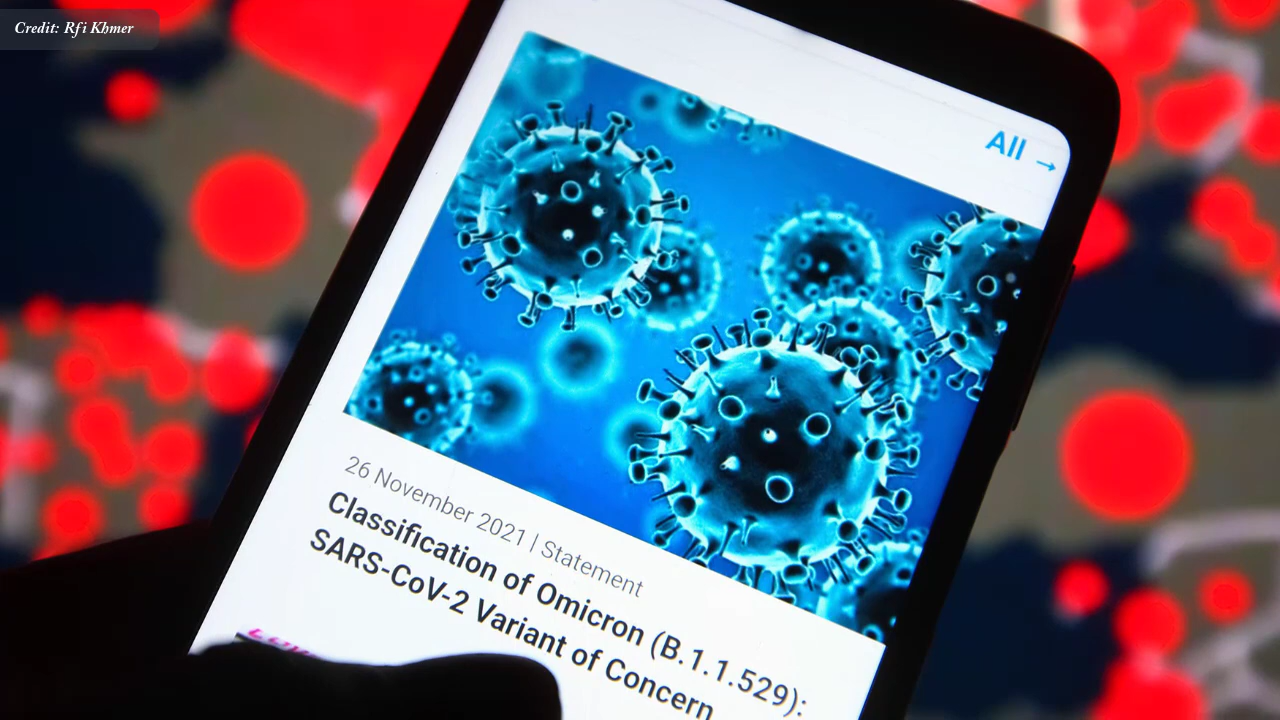 Credit: Rfi Khmer
All →
26 November 2021 | Statement
Classification of Omicron (B.1.1.529):
SARS-CoV-2 Variant of Concern